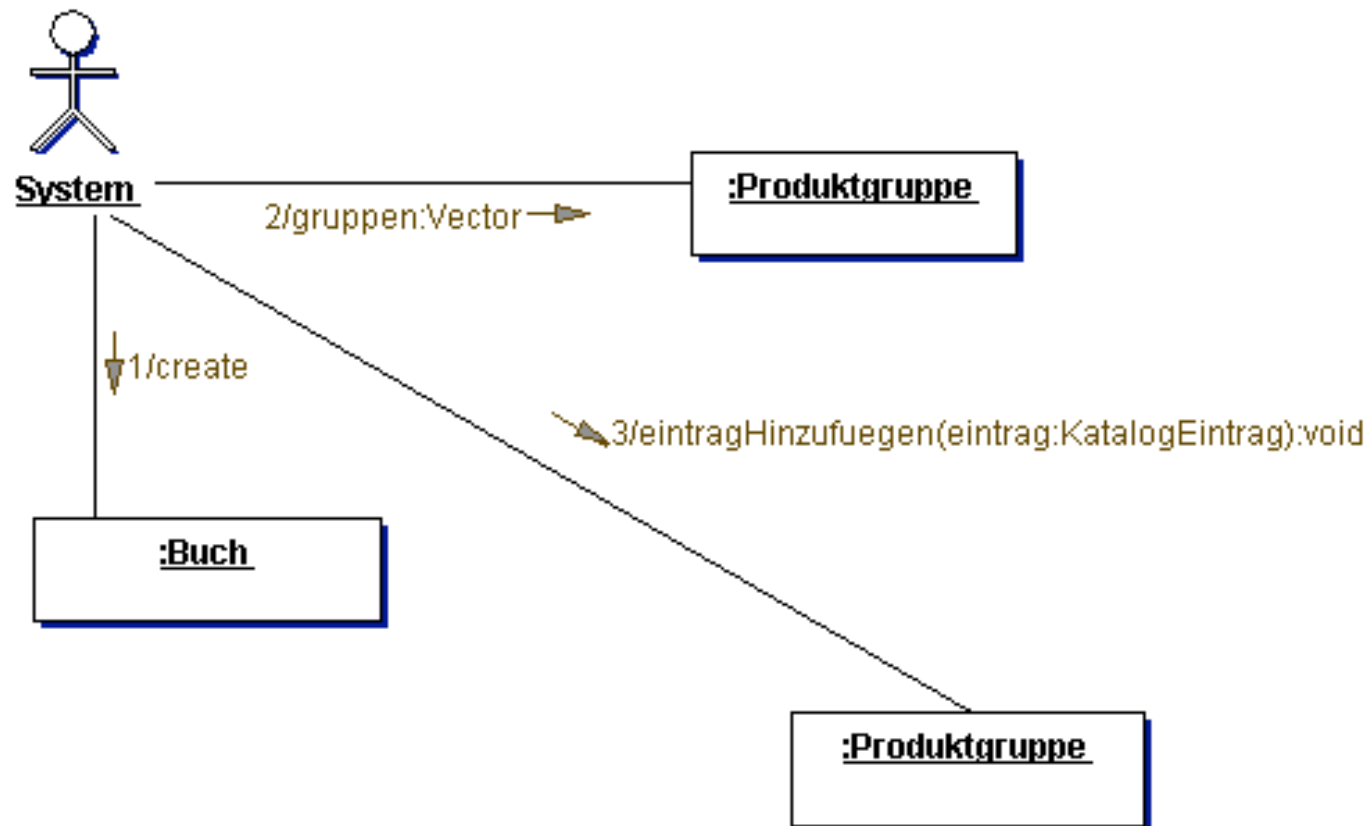 System
:Produktgruppe
2/gruppen:Vector
1/create
3/eintragHinzufuegen(eintrag:KatalogEintrag):void
:Buch
:Produktgruppe